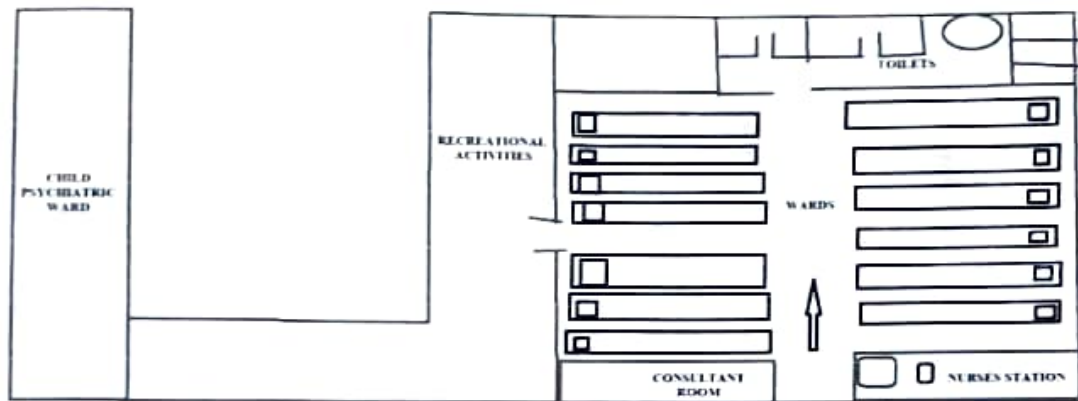 TOILETS
RECREATIONAL
ACTIVITIES
CHILD
PSYCHIATRIC
WARD
WARDS
CONSULTANT
ROOM
NURSES STATION